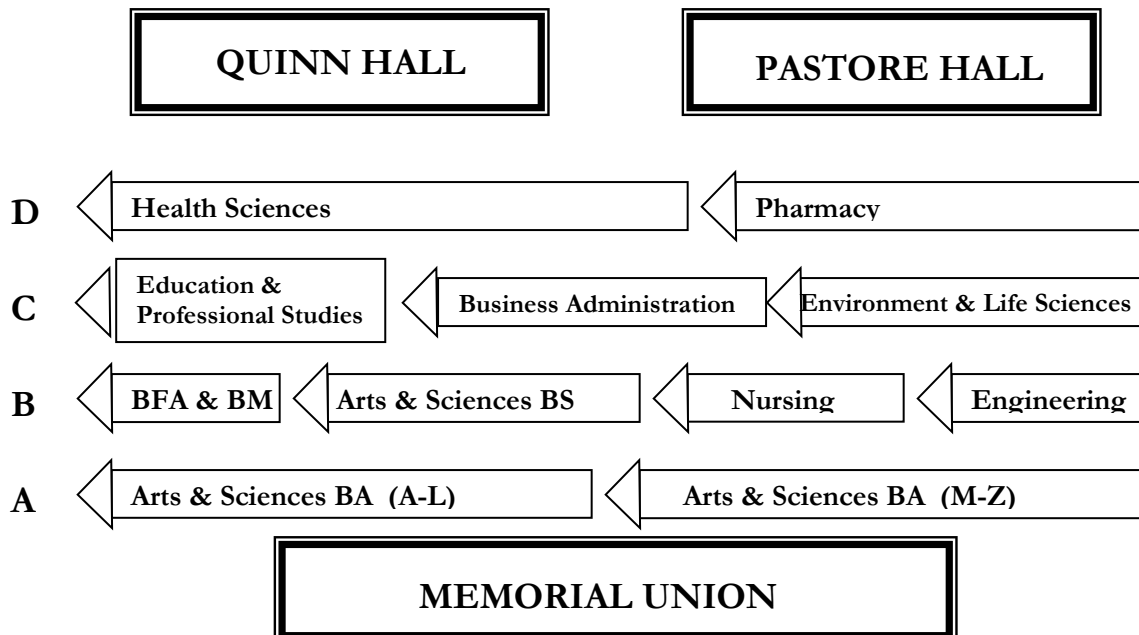 QUINN HALL
PASTORE HALL
D
Health Sciences
Pharmacy
C
Education &
Professional Studies
Business Administration
Environment & Life Sciences
B
BFA & BM
Arts & Sciences BS
Nursing
Engineering
A
Arts & Sciences BA (A-L)
Arts & Sciences BA (M-Z)
MEMORIAL UNION